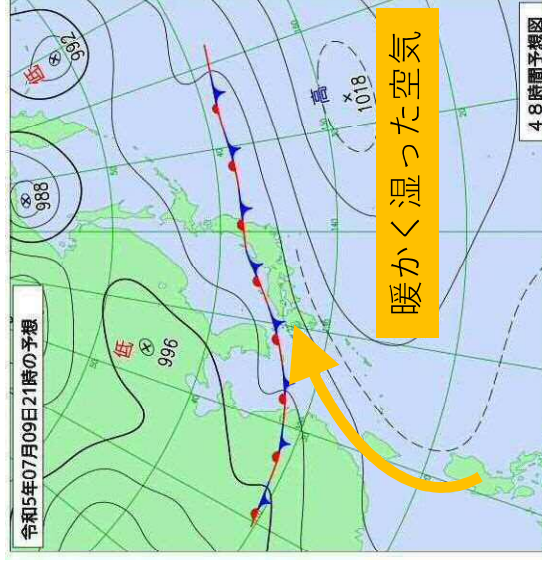 令和5年07月09日21時の予想
低
988
低
992
低
996
高
1018
暖かく湿った空気
48時間予想図